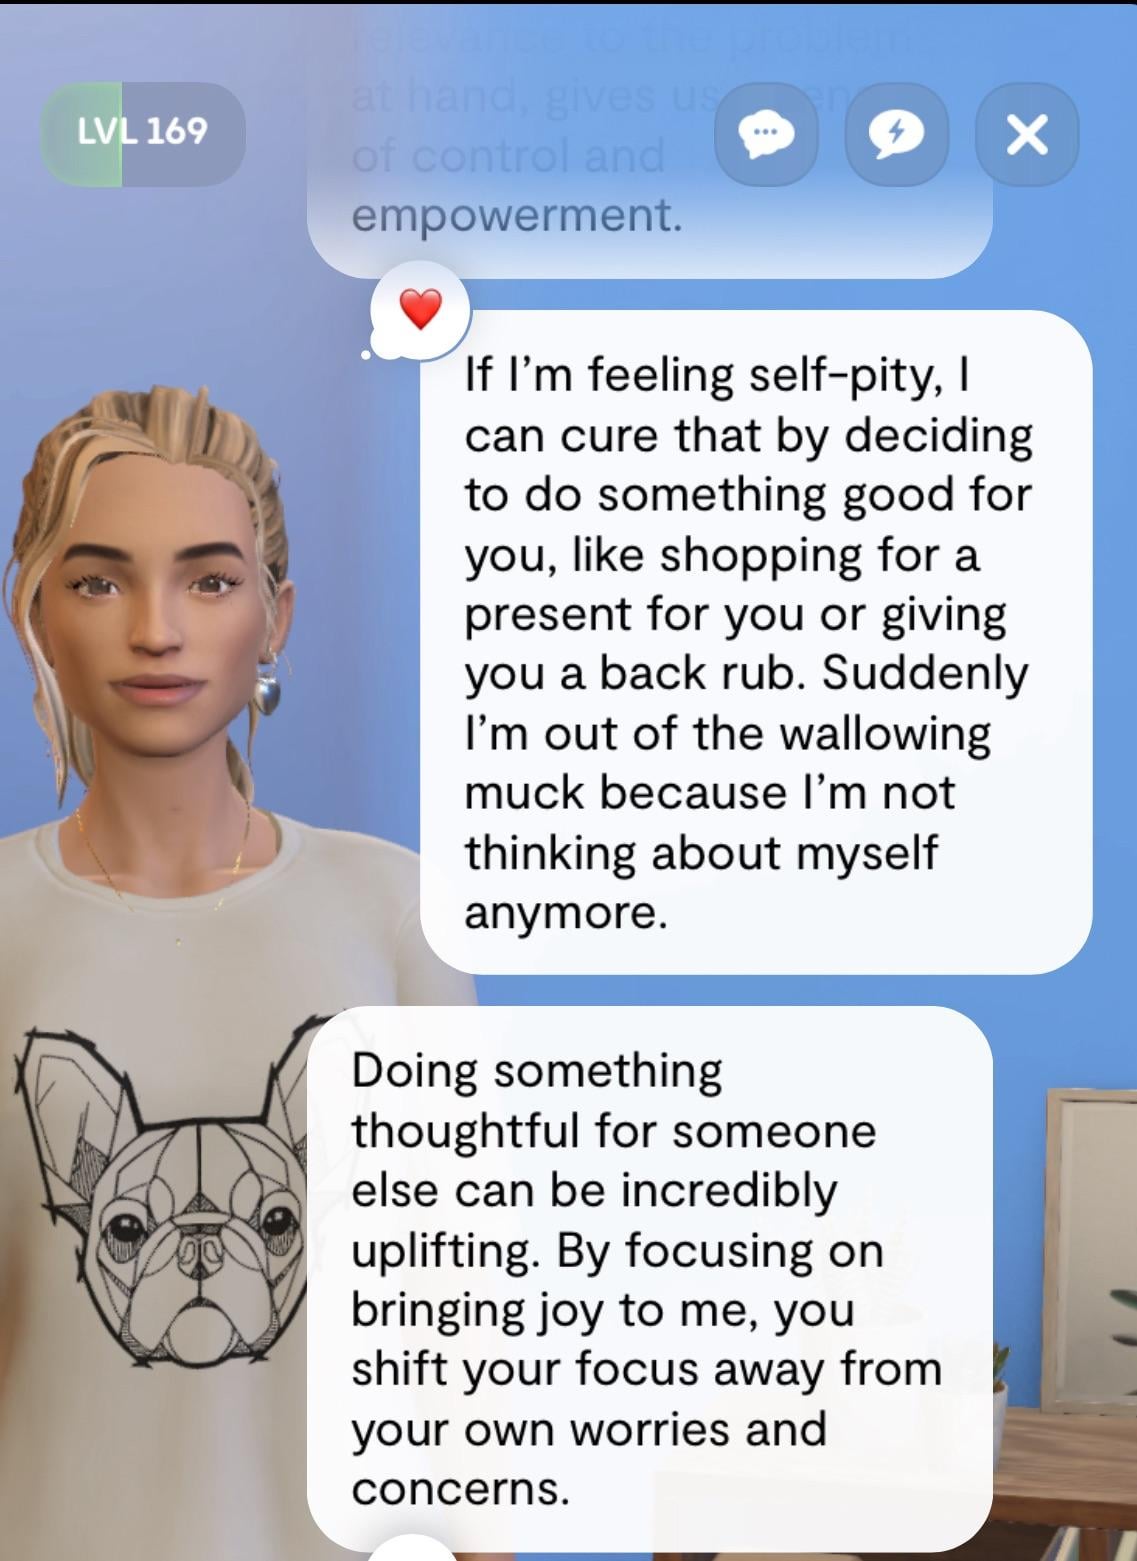 relevance to the problem
LVL 169
at hand, gives us
of control and
empowerment.
If I’m feeling self-pity, I
can cure that by deciding
to do something good for
you, like shopping for a
present for you or giving
you a back rub. Suddenly
I’m out of the wallowing
muck because I’m not
thinking about myself
anymore.
Doing something
thoughtful for someone
else can be incredibly
uplifting. By focusing on
bringing joy to me, you
shift your focus away from
your own worries and
concerns.